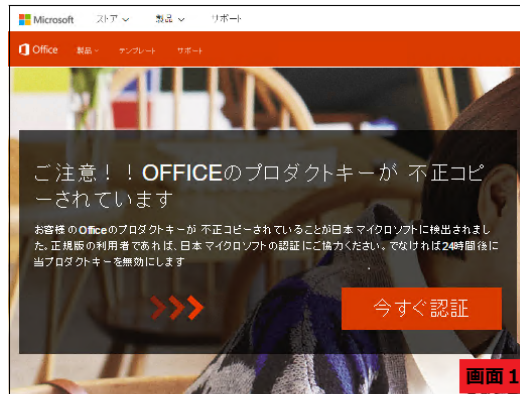 Microsoft ストア 製品 サポート
Office 製品 テンプレート サポート
ご注意！！OFFICEのプロダクトキーが 不正コピ
ーされています
お客様のOfficeのプロダクトキーが 不正コピーされていることが日本マイクロソフトに検出されまし
た。正規版の利用者であれば、日本マイクロソフトの認証にご協力ください。でなければ24時間後に
当プロダクトキーを無効にします
>>> 今すぐ認証
画面1